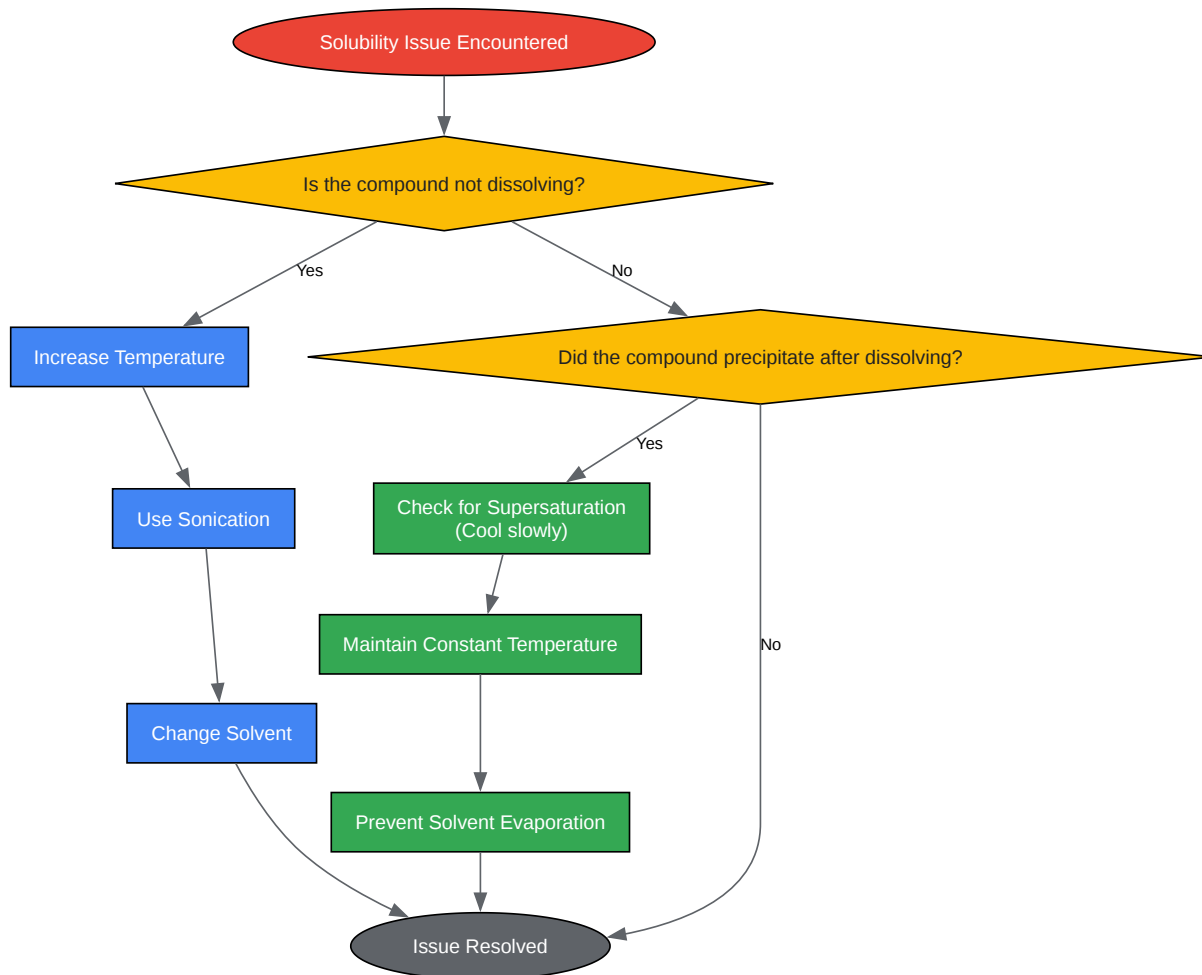 Solubility Issue Encountered
Is the compound not dissolving?
Yes
No
Increase Temperature
Did the compound precipitate after dissolving?
Yes
Use Sonication
Check for Supersaturation
(Cool slowly)
Maintain Constant Temperature
No
Change Solvent
Prevent Solvent Evaporation
Issue Resolved